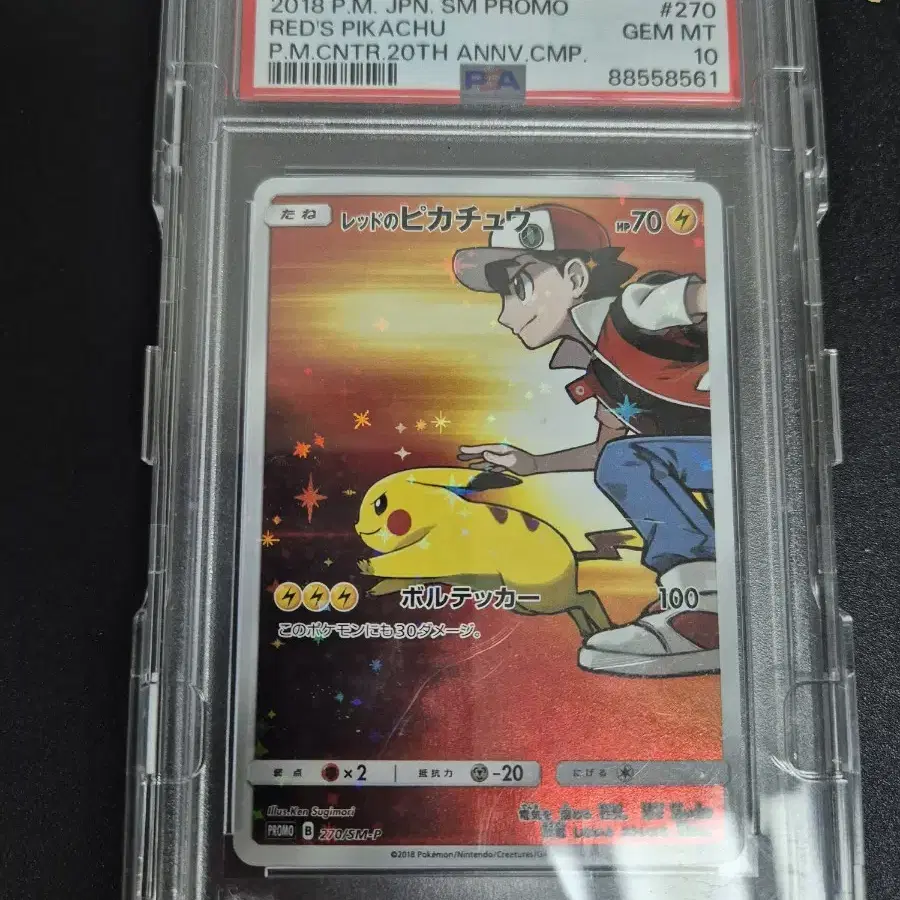 2018 P.M. JPN. SM PROMO #270
RED'S PIKACHU GEM MT
P.M.CNTR.20TH ANNV.CMP. 10
PSA 88558561
たね レッドのピカチュウ HP70
ボルテッカー 100
このポケモンにも30ダメージ。
弱点 ×2 抵抗力 -20 にげる
Illus.Ken Sugimori
PROMO B 270/SM-P
電気を
©2018 Pokémon/Nintendo/Creatures/